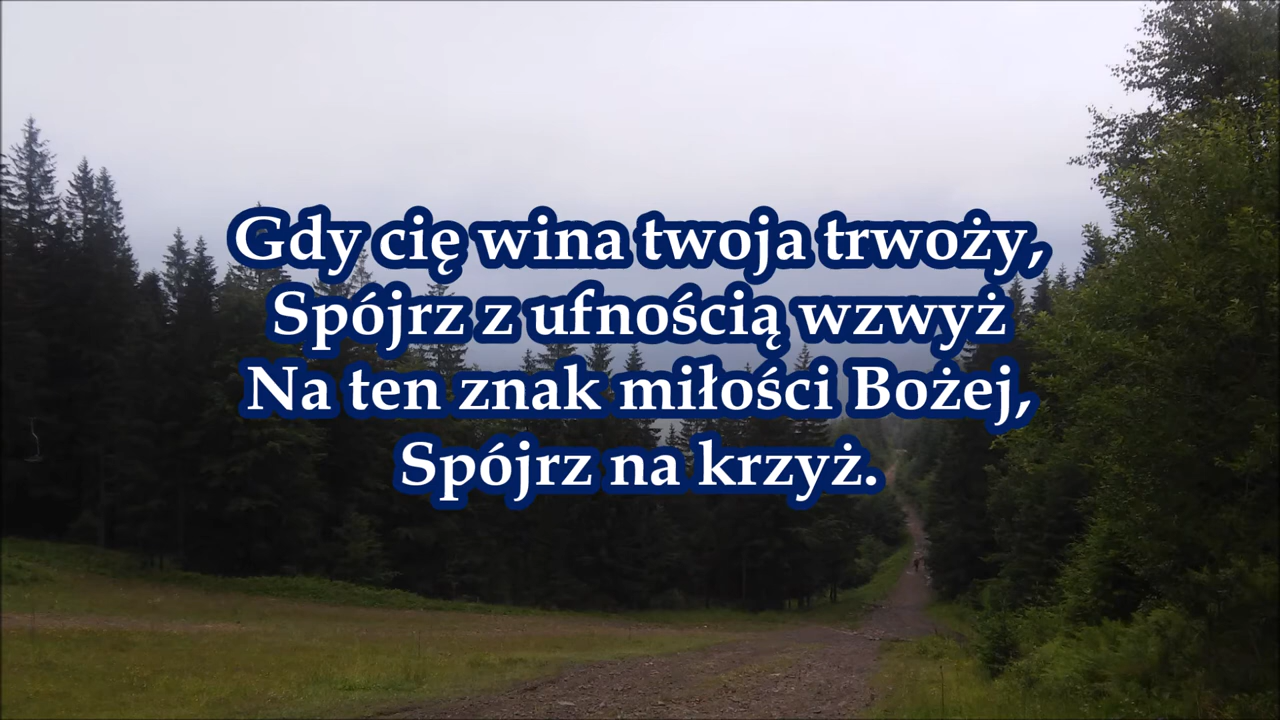 Gdy cię wina twoja trwoży,
Spójrz z ufnością wzwyż
Na ten znak miłości Bożej,
Spójrz na krzyż.